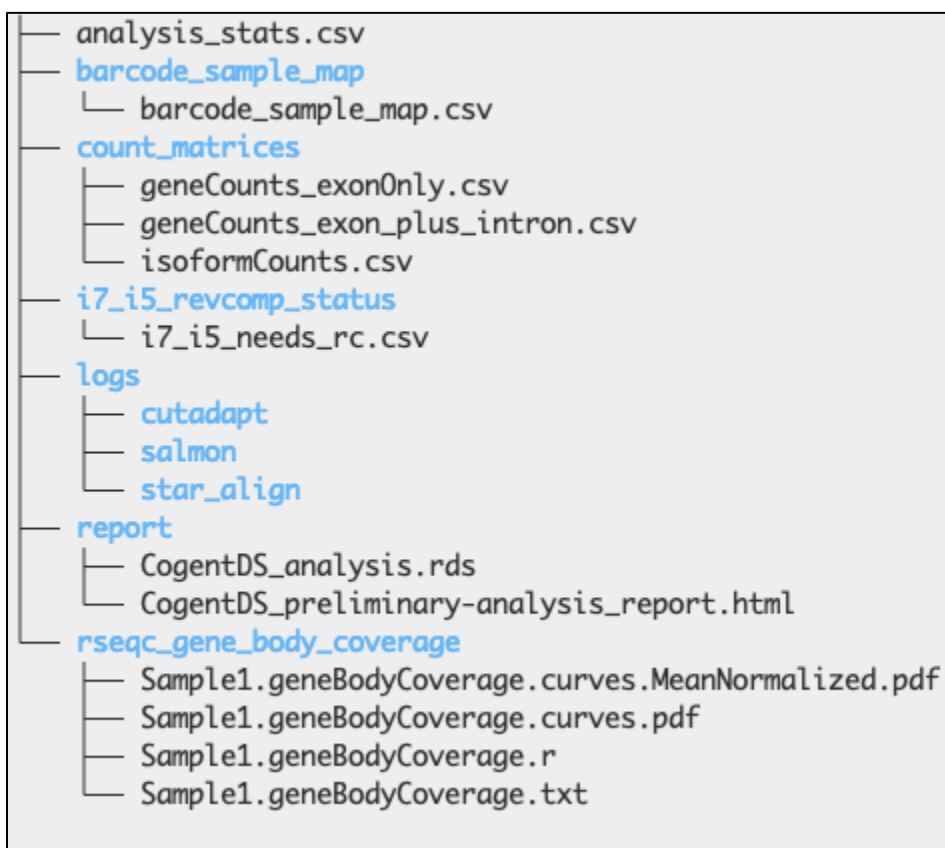 analysis_stats.csv
barcode_sample_map
barcode_sample_map.csv
count_matrices
geneCounts_exonOnly.csv
geneCounts_exon_plus_intron.csv
isoformCounts.csv
i7_i5_revcomp_status
i7_i5_needs_rc.csv
logs
cutadapt
salmon
star_align
report
CogentDS_analysis.rds
CogentDS_preliminary-analysis_report.html
rseqc_gene_body_coverage
Sample1.geneBodyCoverage.curves.MeanNormalized.pdf
Sample1.geneBodyCoverage.curves.pdf
Sample1.geneBodyCoverage.r
Sample1.geneBodyCoverage.txt